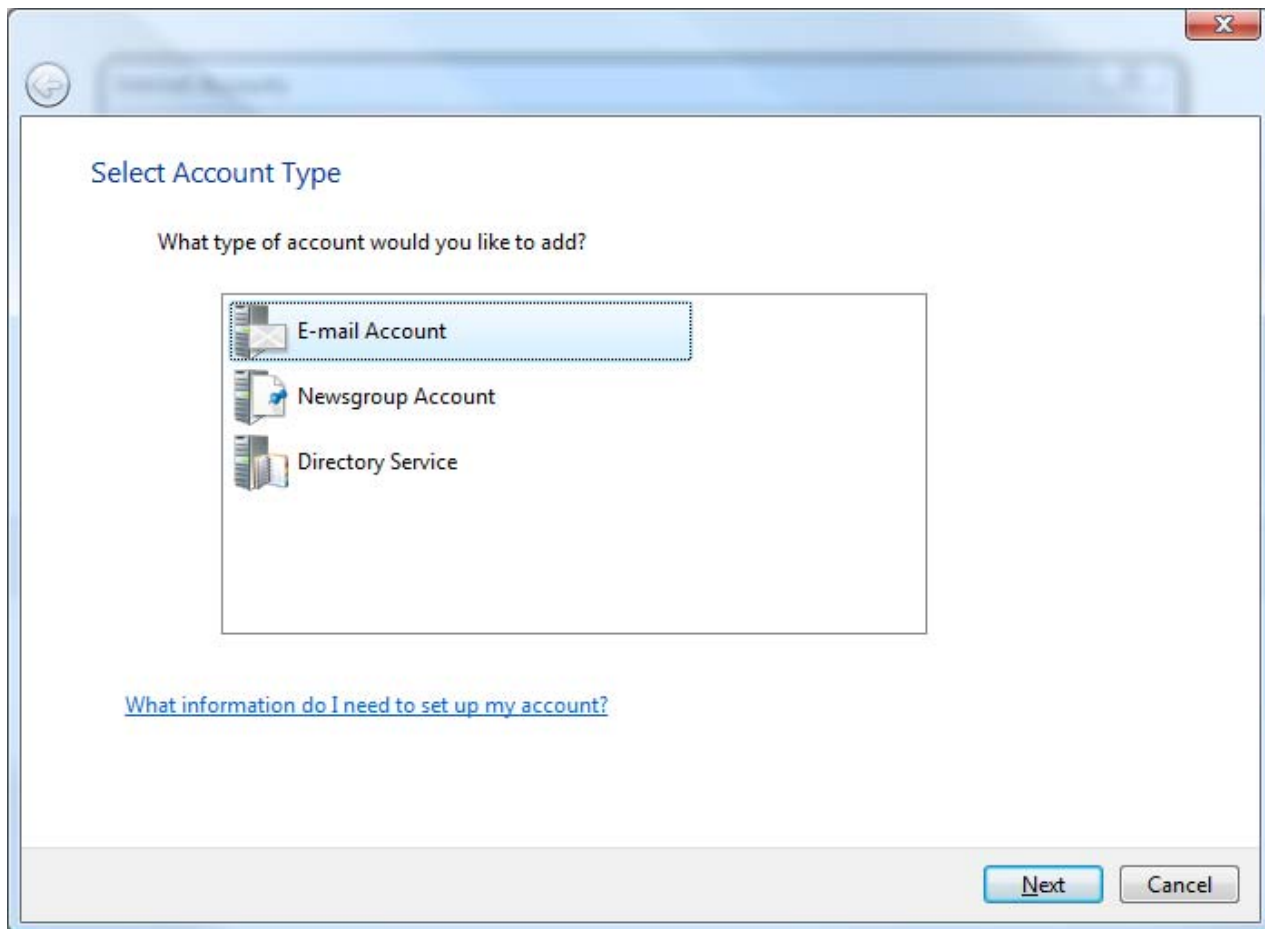 Select Account Type
What type of account would you like to add?
E-mail Account
Newsgroup Account
Directory Service
What information do I need to set up my account?
Next
Cancel